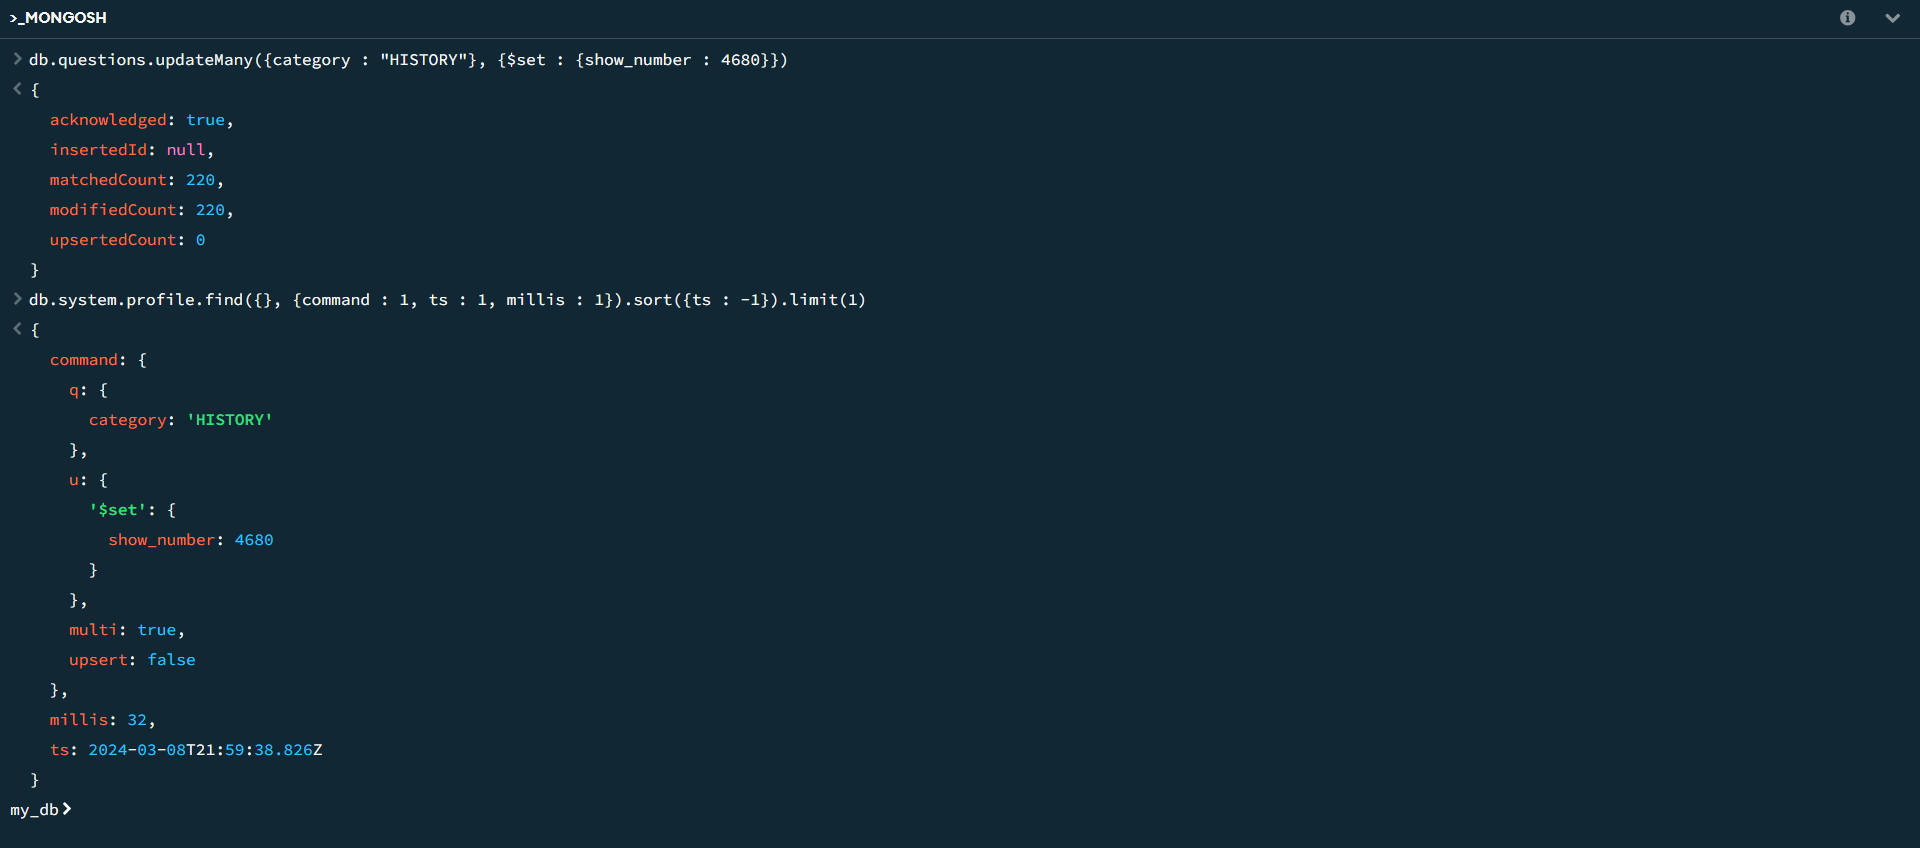 >_MONGOSH
> db.questions.updateMany({category : "HISTORY"}, {$set : {show_number : 4680}})
< {
acknowledged: true,
insertedId: null,
matchedCount: 220,
modifiedCount: 220,
upsertedCount: 0
}
> db.system.profile.find({}, {command : 1, ts : 1, millis : 1}).sort({ts : -1}).limit(1)
< {
command: {
q: {
category: 'HISTORY'
},
u: {
'$set': {
show_number: 4680
}
},
multi: true,
upsert: false
},
millis: 32,
ts: 2024-03-08T21:59:38.826Z
}
my_db>